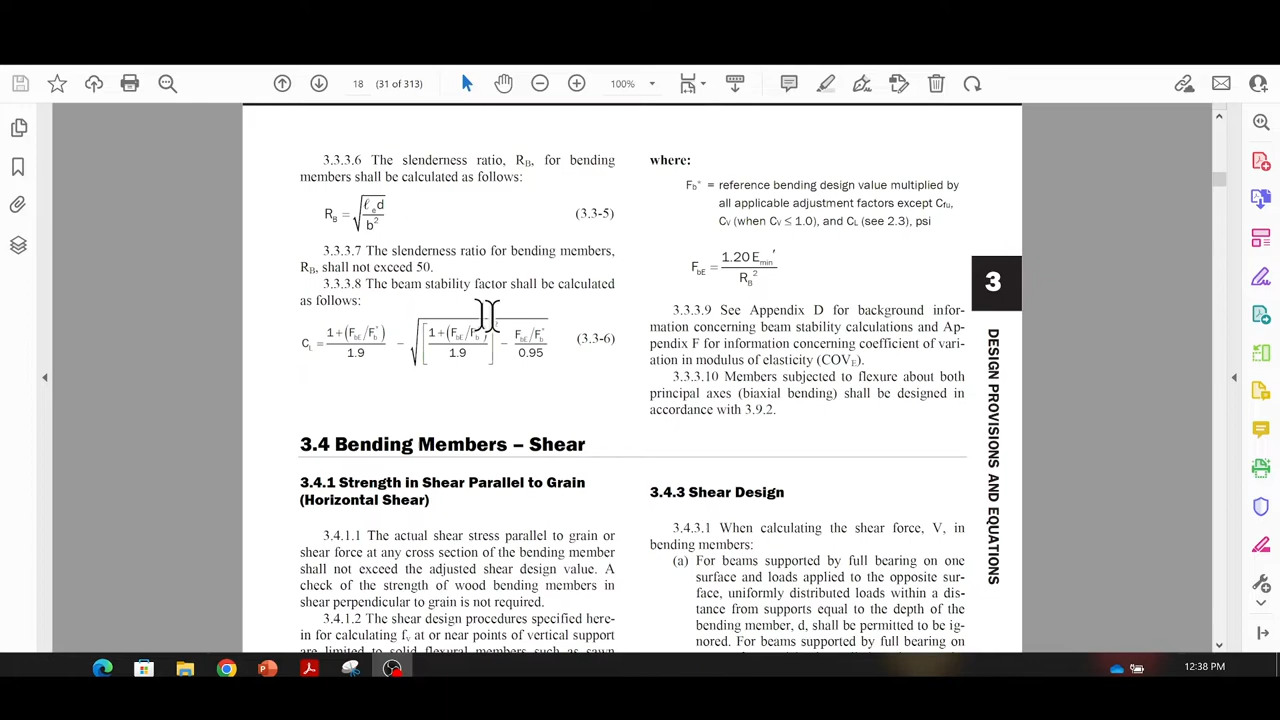 18 (31 of 313)
100%
3.3.3.6 The slenderness ratio, R_B, for bending
members shall be calculated as follows:
R_B = √(ℓ_e d / b²) (3.3-5)
3.3.3.7 The slenderness ratio for bending members,
R_B, shall not exceed 50.
3.3.3.8 The beam stability factor shall be calculated
as follows:
C_L = 1+(F_bE/F_b*) / 1.9 − √([1+(F_bE/F_b*) / 1.9]² − F_bE/F_b* / 0.95) (3.3-6)
where:
F_b* = reference bending design value multiplied by
all applicable adjustment factors except C_fu,
C_V (when C_V ≤ 1.0), and C_L (see 2.3), psi
F_bE = 1.20 E_min' / R_B²
3.3.3.9 See Appendix D for background infor-
mation concerning beam stability calculations and Ap-
pendix F for information concerning coefficient of vari-
ation in modulus of elasticity (COV_E).
3.3.3.10 Members subjected to flexure about both
principal axes (biaxial bending) shall be designed in
accordance with 3.9.2.
3
DESIGN PROVISIONS AND EQUATIONS
3.4 Bending Members – Shear
3.4.1 Strength in Shear Parallel to Grain
(Horizontal Shear)
3.4.1.1 The actual shear stress parallel to grain or
shear force at any cross section of the bending member
shall not exceed the adjusted shear design value. A
check of the strength of wood bending members in
shear perpendicular to grain is not required.
3.4.1.2 The shear design procedures specified here-
in for calculating f_v at or near points of vertical support
are limited to solid flexural members such as sawn
3.4.3 Shear Design
3.4.3.1 When calculating the shear force, V, in
bending members:
(a) For beams supported by full bearing on one
surface and loads applied to the opposite sur-
face, uniformly distributed loads within a dis-
tance from supports equal to the depth of the
bending member, d, shall be permitted to be ig-
nored. For beams supported by full bearing on
12:38 PM